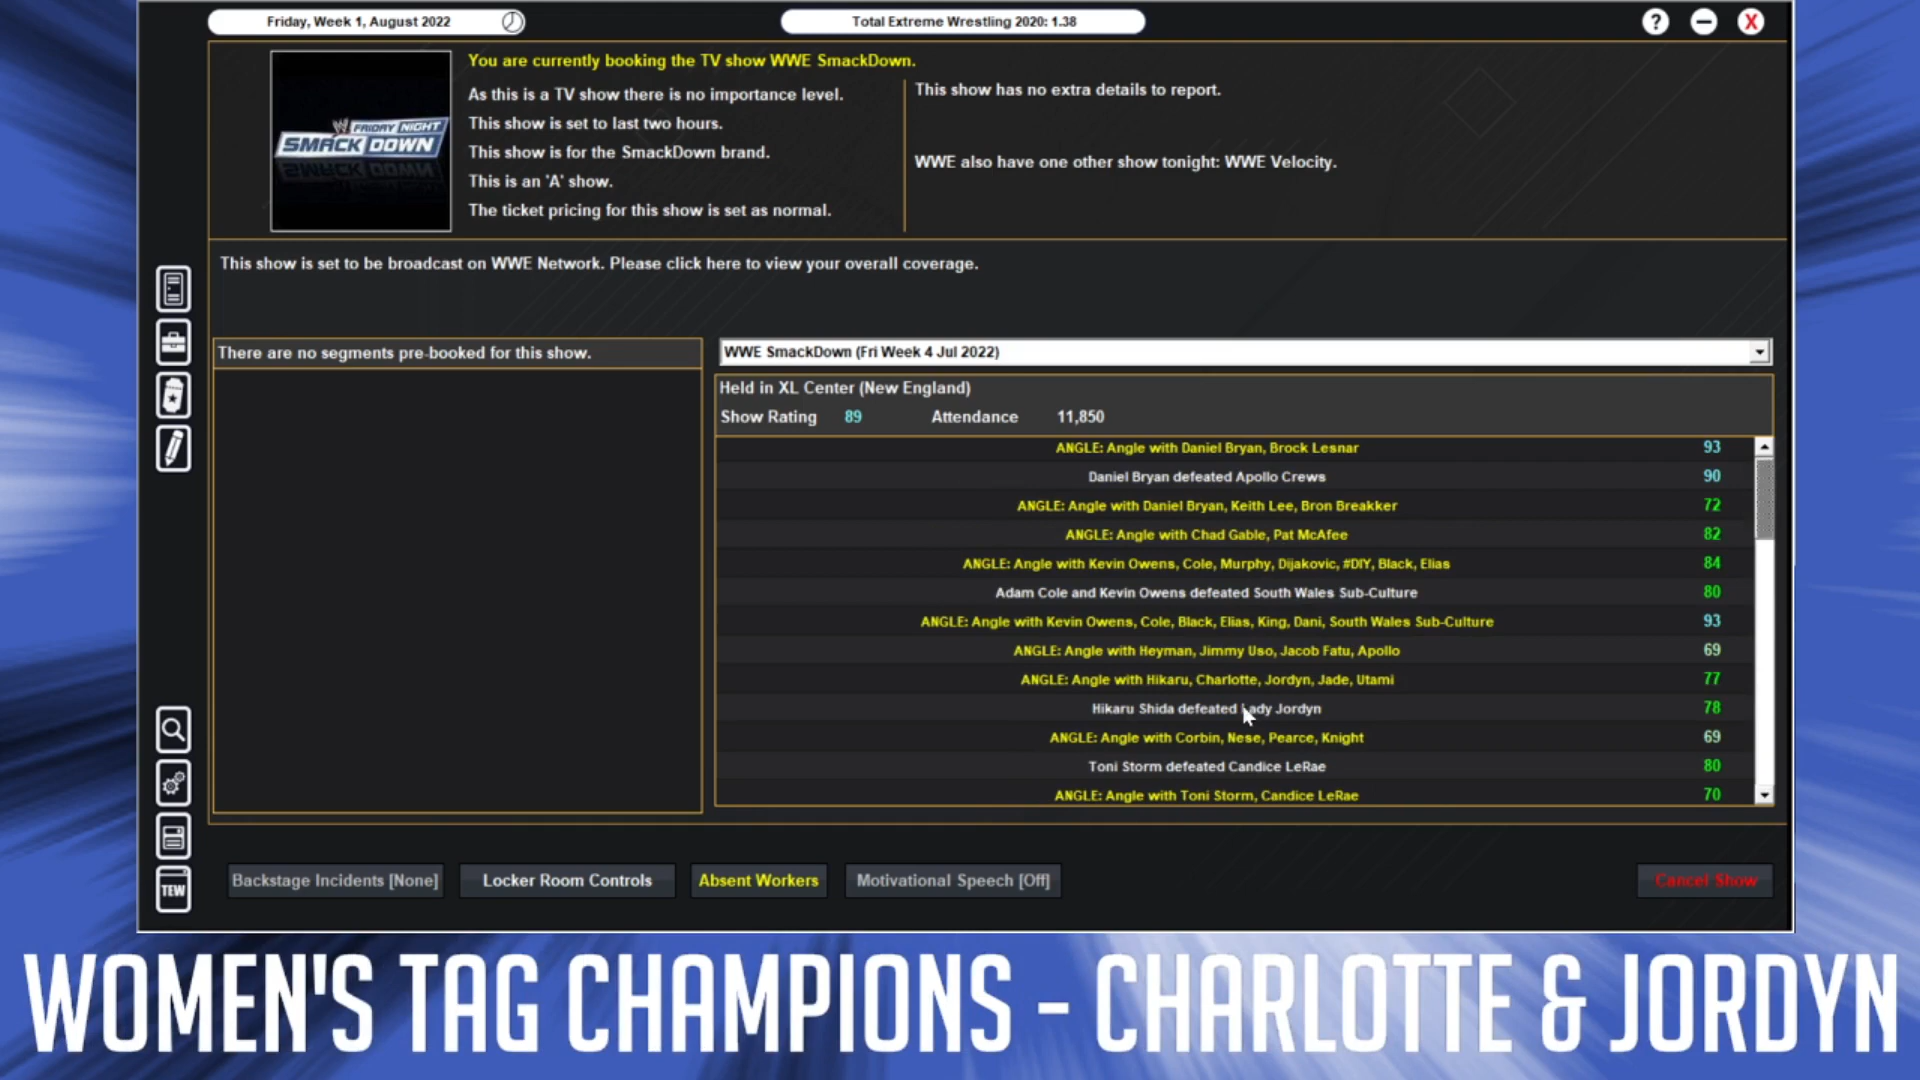 Friday, Week 1, August 2022
Total Extreme Wrestling 2020: 1.38
?
X
W FRIDAY NIGHT
SMACK DOWN
You are currently booking the TV show WWE SmackDown.
As this is a TV show there is no importance level.
This show is set to last two hours.
This show is for the SmackDown brand.
This is an 'A' show.
The ticket pricing for this show is set as normal.
This show has no extra details to report.
WWE also have one other show tonight: WWE Velocity.
This show is set to be broadcast on WWE Network. Please click here to view your overall coverage.
There are no segments pre-booked for this show.
WWE SmackDown (Fri Week 4 Jul 2022)
Held in XL Center (New England)
Show Rating 89 Attendance 11,850
ANGLE: Angle with Daniel Bryan, Brock Lesnar 93
Daniel Bryan defeated Apollo Crews 90
ANGLE: Angle with Daniel Bryan, Keith Lee, Bron Breakker 72
ANGLE: Angle with Chad Gable, Pat McAfee 82
ANGLE: Angle with Kevin Owens, Cole, Murphy, Dijakovic, #DIY, Black, Elias 84
Adam Cole and Kevin Owens defeated South Wales Sub-Culture 80
ANGLE: Angle with Kevin Owens, Cole, Black, Elias, King, Dani, South Wales Sub-Culture 93
ANGLE: Angle with Heyman, Jimmy Uso, Jacob Fatu, Apollo 69
ANGLE: Angle with Hikaru, Charlotte, Jordyn, Jade, Utami 77
Hikaru Shida defeated Lady Jordyn 78
ANGLE: Angle with Corbin, Nese, Pearce, Knight 69
Toni Storm defeated Candice LeRae 80
ANGLE: Angle with Toni Storm, Candice LeRae 70
TEW
Backstage Incidents [None] Locker Room Controls Absent Workers Motivational Speech [Off] Cancel Show
WOMEN'S TAG CHAMPIONS - CHARLOTTE & JORDYN